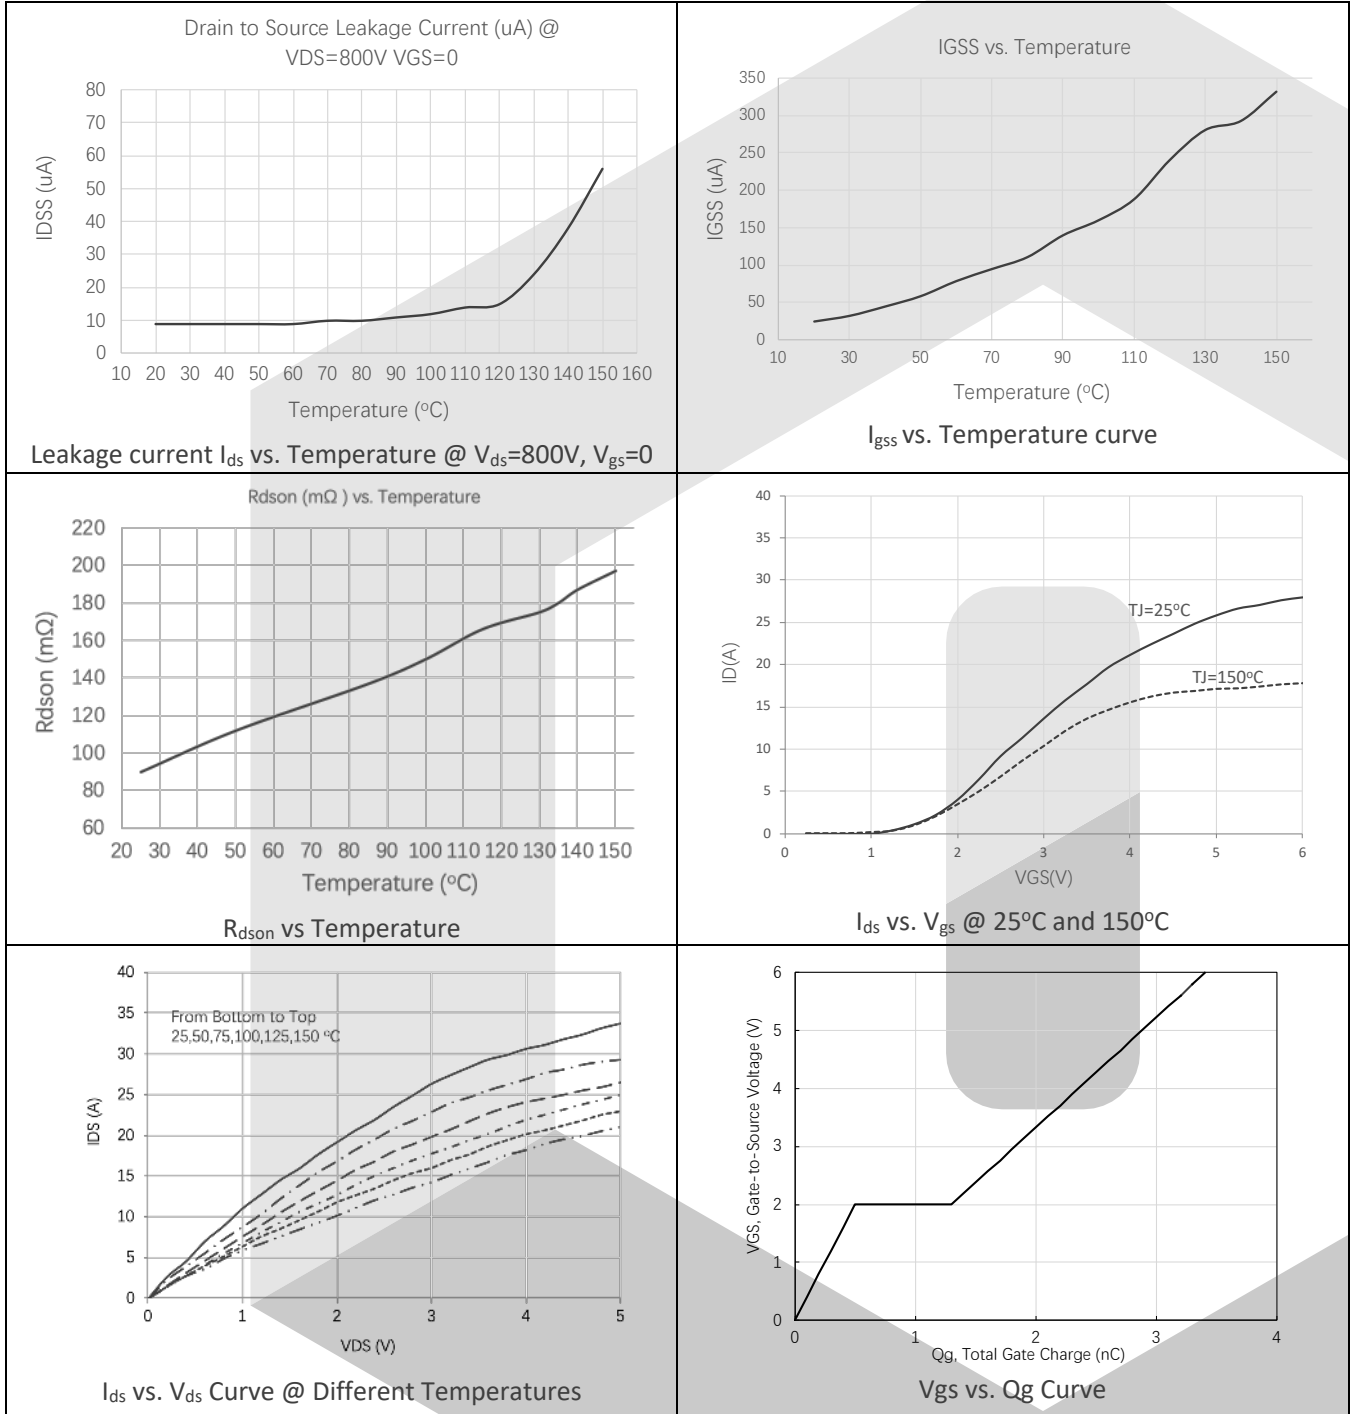 Drain to Source Leakage Current (uA) @
VDS=800V VGS=0
80
70
60
50
40
30
20
10
0
IDSS (uA)
10 20 30 40 50 60 70 80 90 100 110 120 130 140 150 160
Temperature (ºC)
Leakage current Ids vs. Temperature @ Vds=800V, Vgs=0
IGSS vs. Temperature
350
300
250
200
150
100
50
0
IGSS (uA)
10 30 50 70 90 110 130 150
Temperature (ºC)
Igss vs. Temperature curve
Rdson (mΩ ) vs. Temperature
220
200
180
160
140
120
100
80
60
Rdson (mΩ)
20 30 40 50 60 70 80 90 100 110 120 130 140 150
Temperature (ºC)
Rdson vs Temperature
40
35
30
25
20
15
10
5
0
ID(A)
TJ=25ºC
TJ=150ºC
0 1 2 3 4 5 6
VGS(V)
Ids vs. Vgs @ 25ºC and 150ºC
40
35
30
25
20
15
10
5
0
IDS (A)
From Bottom to Top
25,50,75,100,125,150 ºC
0 1 2 3 4 5
VDS (V)
Ids vs. Vds Curve @ Different Temperatures
6
5
4
3
2
1
0
VGS, Gate-to-Source Voltage (V)
0 1 2 3 4
Qg, Total Gate Charge (nC)
Vgs vs. Qg Curve